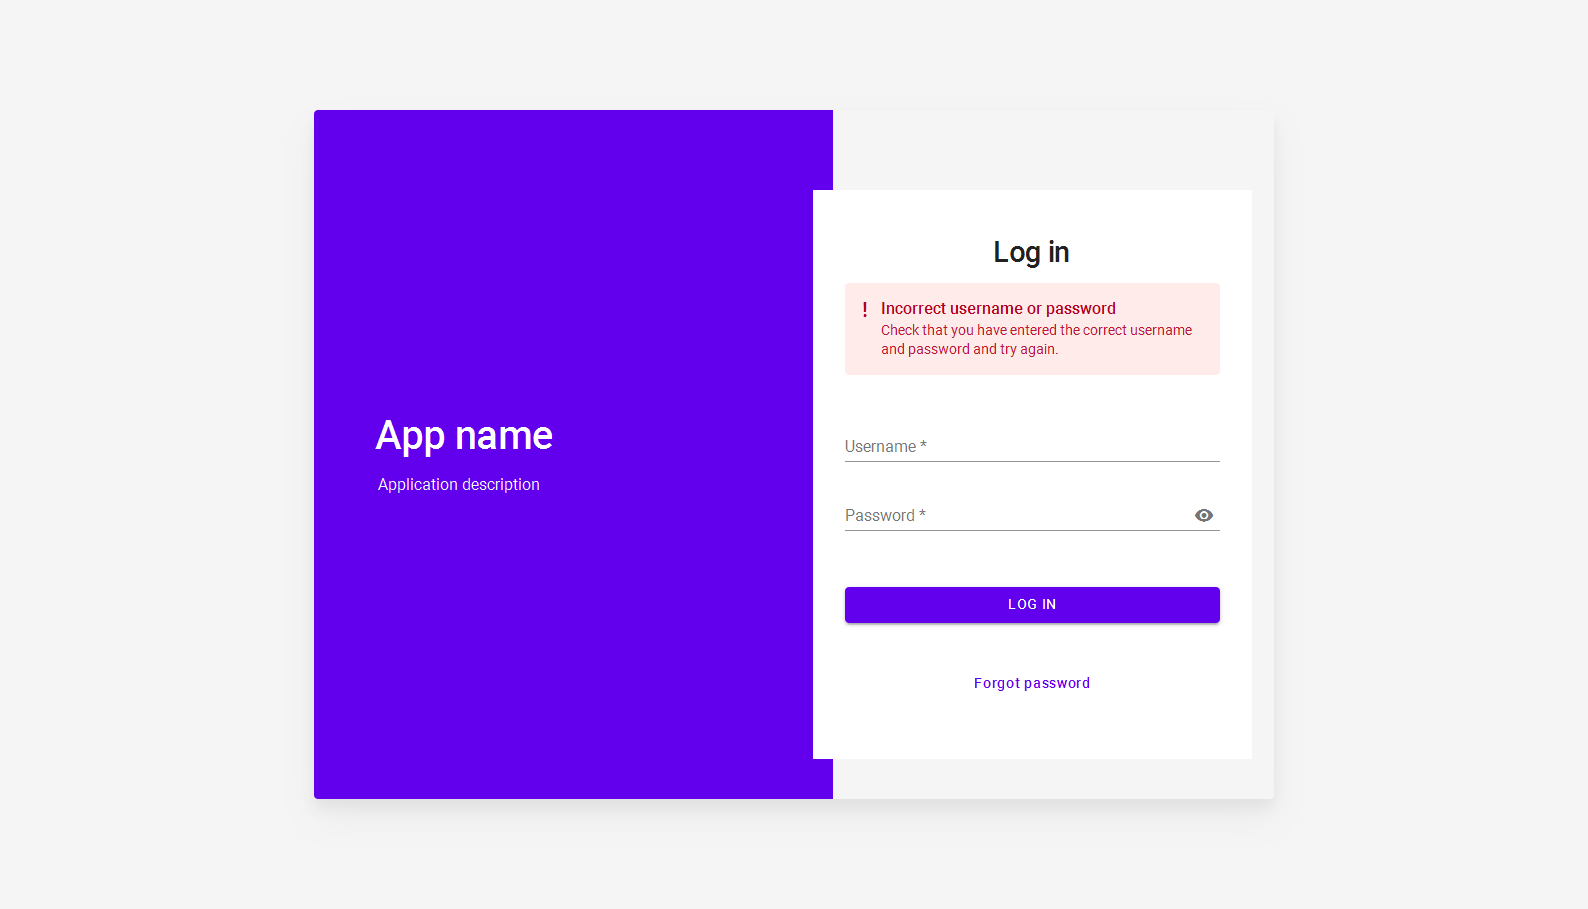 App name
Application description
Log in
! Incorrect username or password
Check that you have entered the correct username
and password and try again.
Username *
Password *
LOG IN
Forgot password